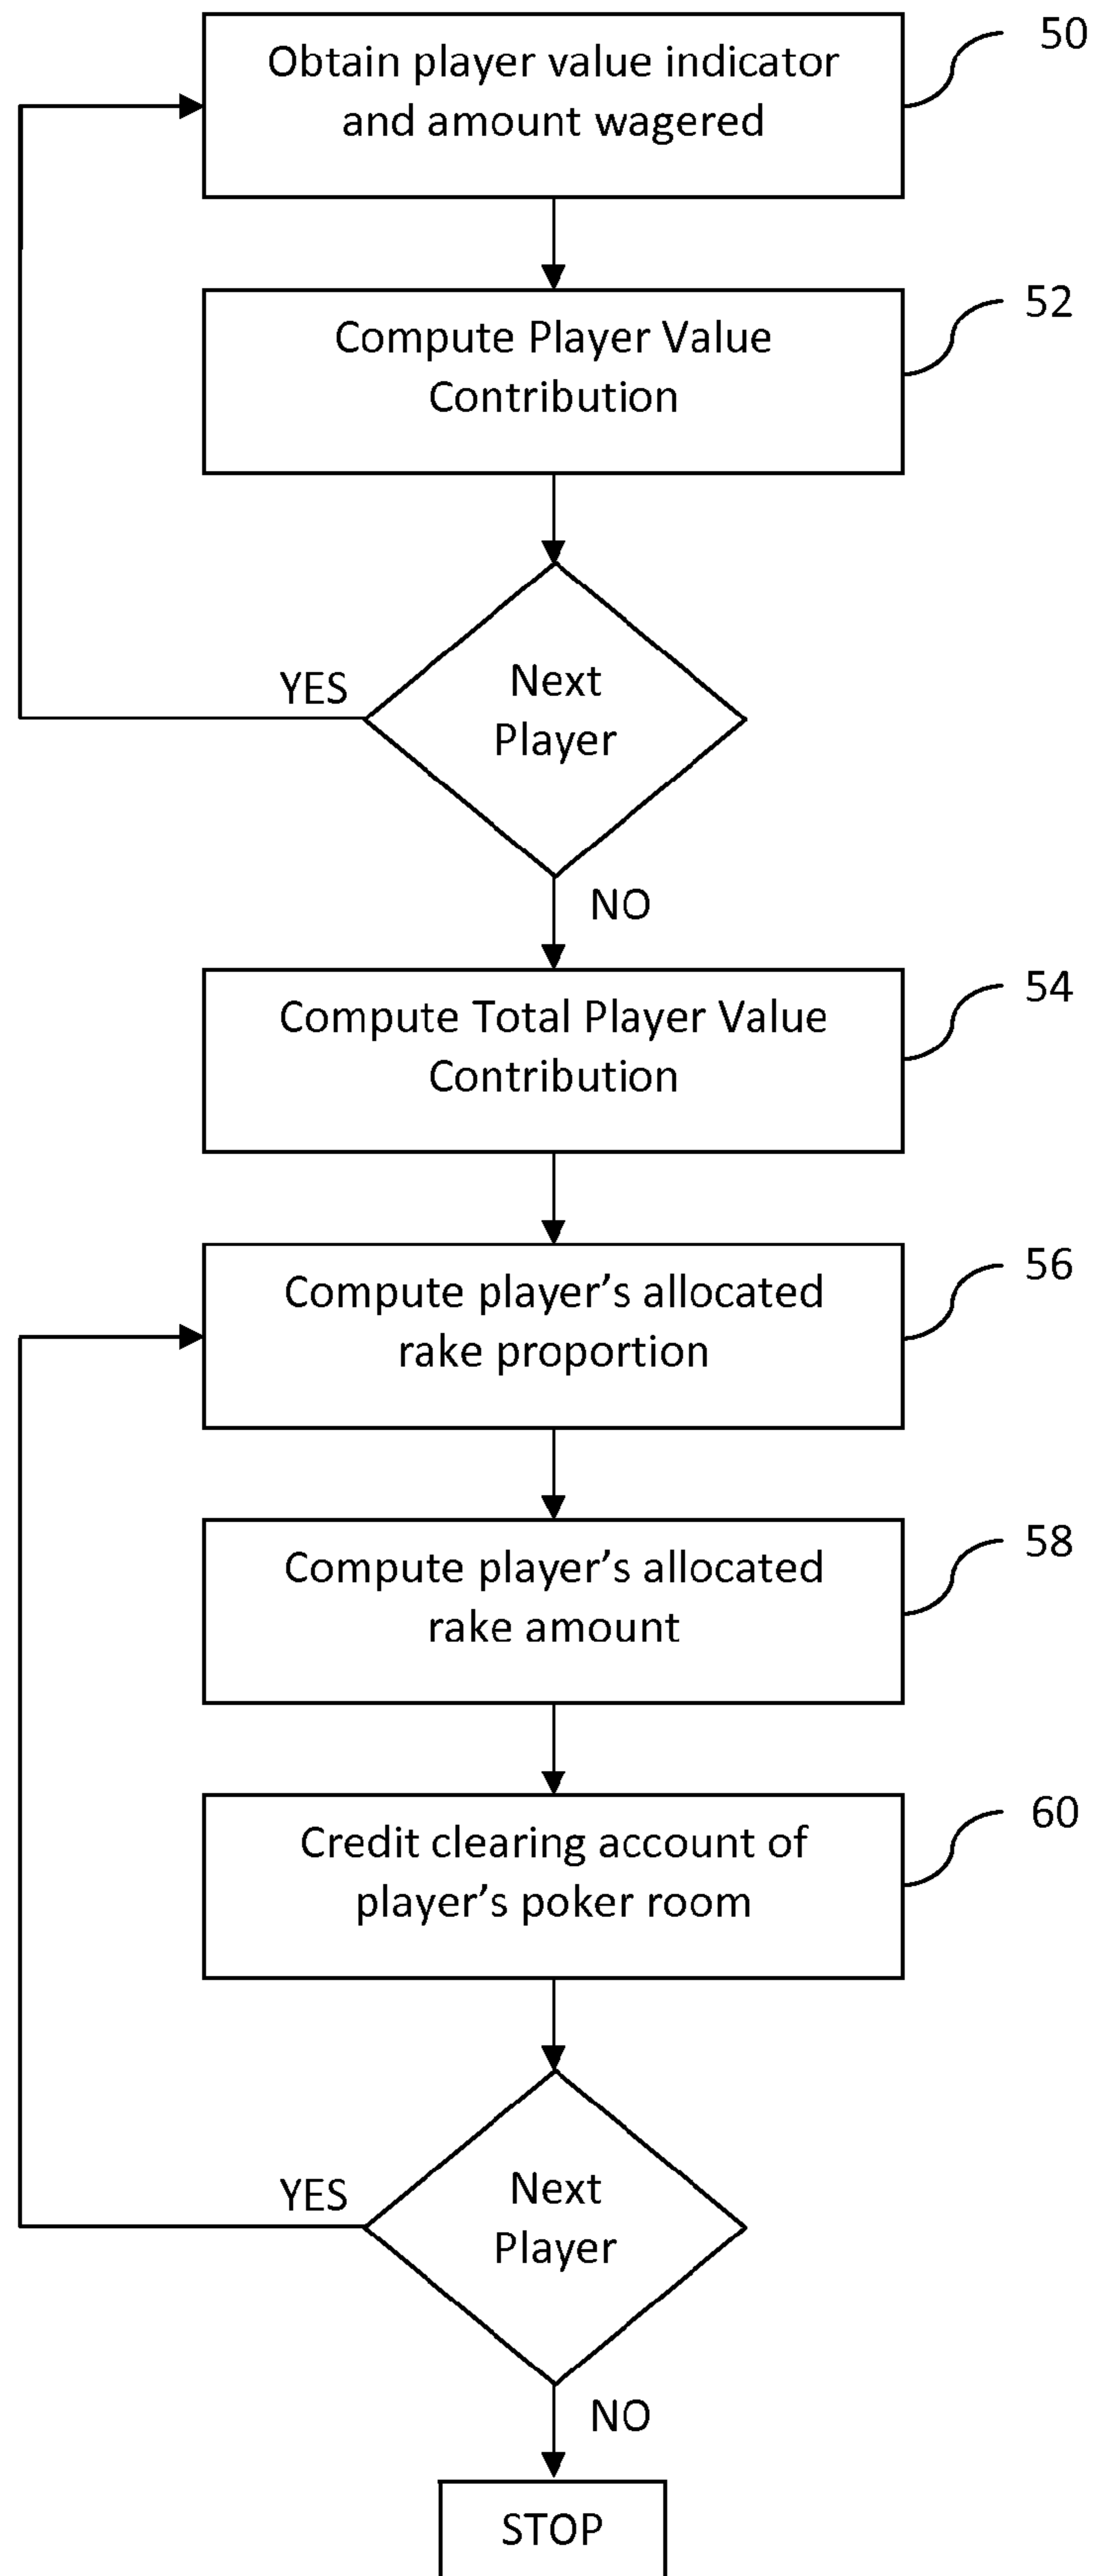 Obtain player value indicator
and amount wagered
50
Compute Player Value
Contribution
52
Next
Player
YES
NO
Compute Total Player Value
Contribution
54
Compute player’s allocated
rake proportion
56
Compute player’s allocated
rake amount
58
Credit clearing account of
player’s poker room
60
Next
Player
YES
NO
STOP